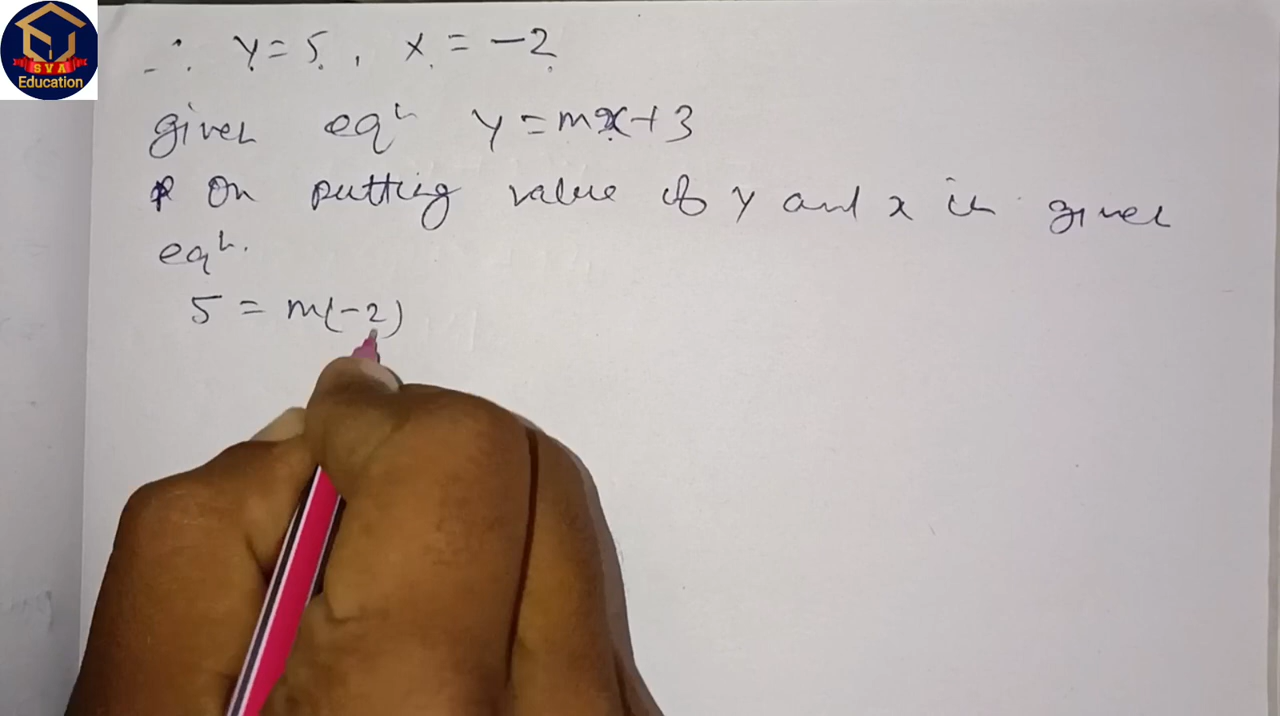 SVA
Education
∴ y = 5, x = -2
given eqn y = mx + 3
On putting value of y and x in given
eqn.
5 = m(-2)